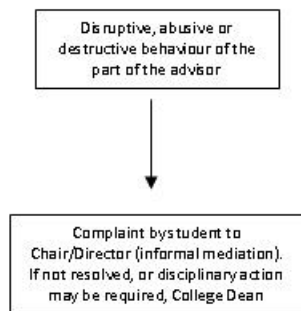 Disruptive, abusive or
destructive behaviour of the
part of the advisor
Complaint by student to
Chair/Director (informal mediation).
If not resolved, or disciplinary action
may be required, College Dean